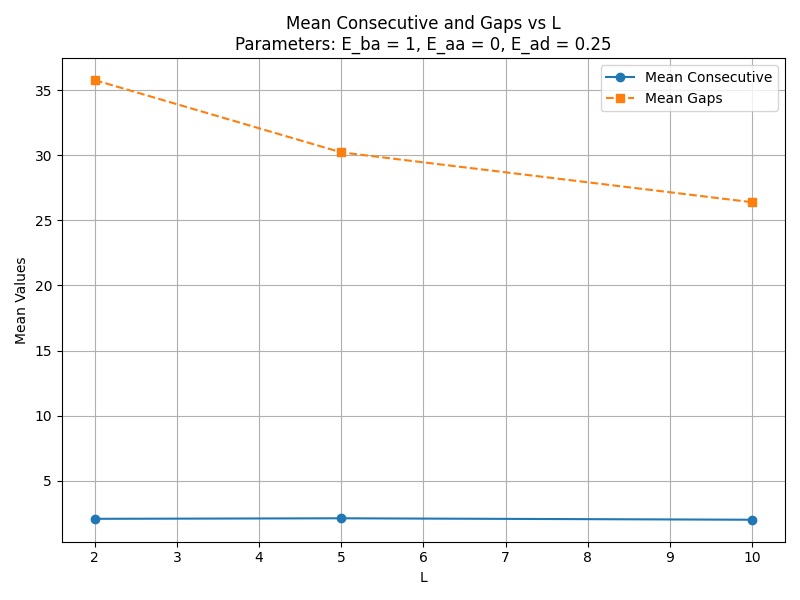 Mean Consecutive and Gaps vs L
Parameters: E_ba = 1, E_aa = 0, E_ad = 0.25
Mean Consecutive
Mean Gaps
Mean Values
35
30
25
20
15
10
5
2 3 4 5 6 7 8 9 10
L